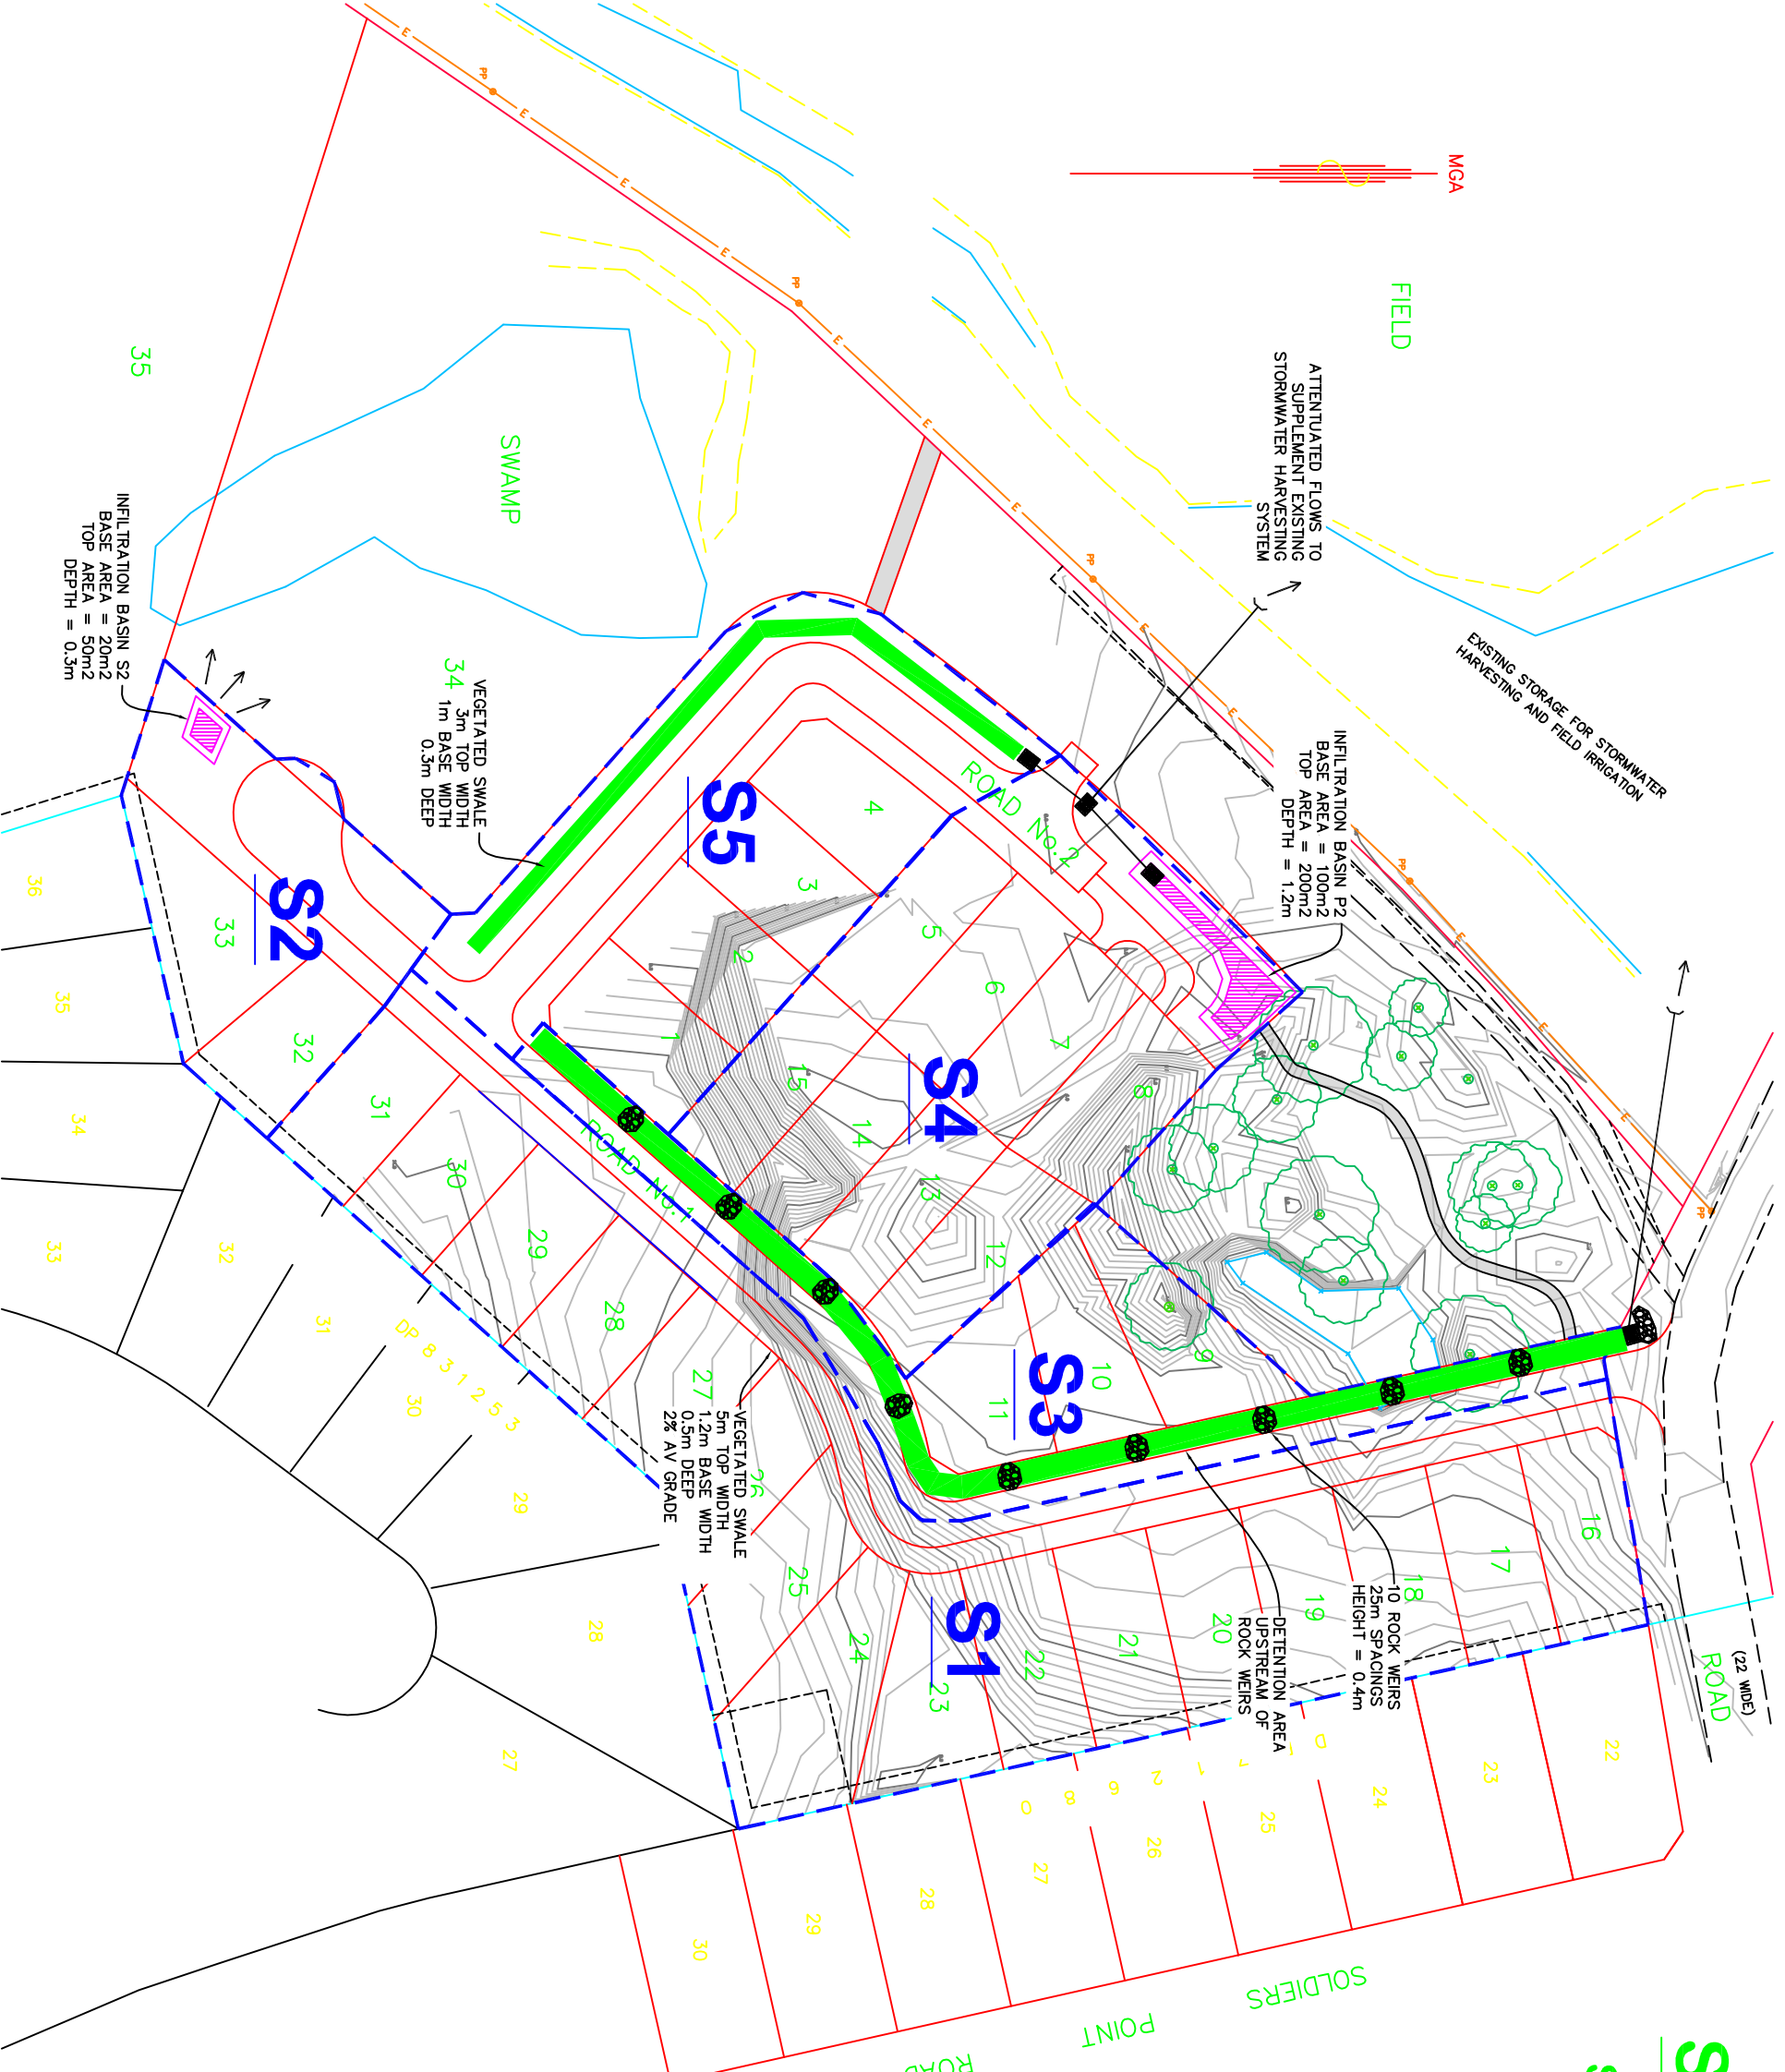 MGA
FIELD
ATTENTUATED FLOWS TO
SUPPLEMENT EXISTING
STORMWATER HARVESTING
SYSTEM
EXISTING STORAGE FOR STORMWATER
HARVESTING AND FIELD IRRIGATION
INFILTRATION BASIN P2
BASE AREA = 100m2
TOP AREA = 200m2
DEPTH = 1.2m
SWAMP
35
INFILTRATION BASIN S2
BASE AREA = 20m2
TOP AREA = 50m2
DEPTH = 0.3m
VEGETATED SWALE
3m TOP WIDTH
1m BASE WIDTH
0.3m DEEP
34
S5
S2
S4
S3
S1
ROAD No.2
ROAD No.1
1
2
3
4
5
6
7
8
9
10
11
12
13
14
15
16
17
18
19
20
21
22
23
24
25
26
27
28
29
30
31
32
33
VEGETATED SWALE
5m TOP WIDTH
1.2m BASE WIDTH
0.5m DEEP
2% AV GRADE
10 ROCK WEIRS
25m SPACINGS
HEIGHT = 0.4m
DETENTION AREA
UPSTREAM OF
ROCK WEIRS
(22 WIDE)
ROAD
36
35
34
33
32
31
30
29
28
27
DP 831253
22
23
24
25
26
27
28
29
30
SOLDIERS
POINT
ROAD
E
E
E
E
E
E
E
E
E
E
E
E
PP
PP
PP
PP
PP